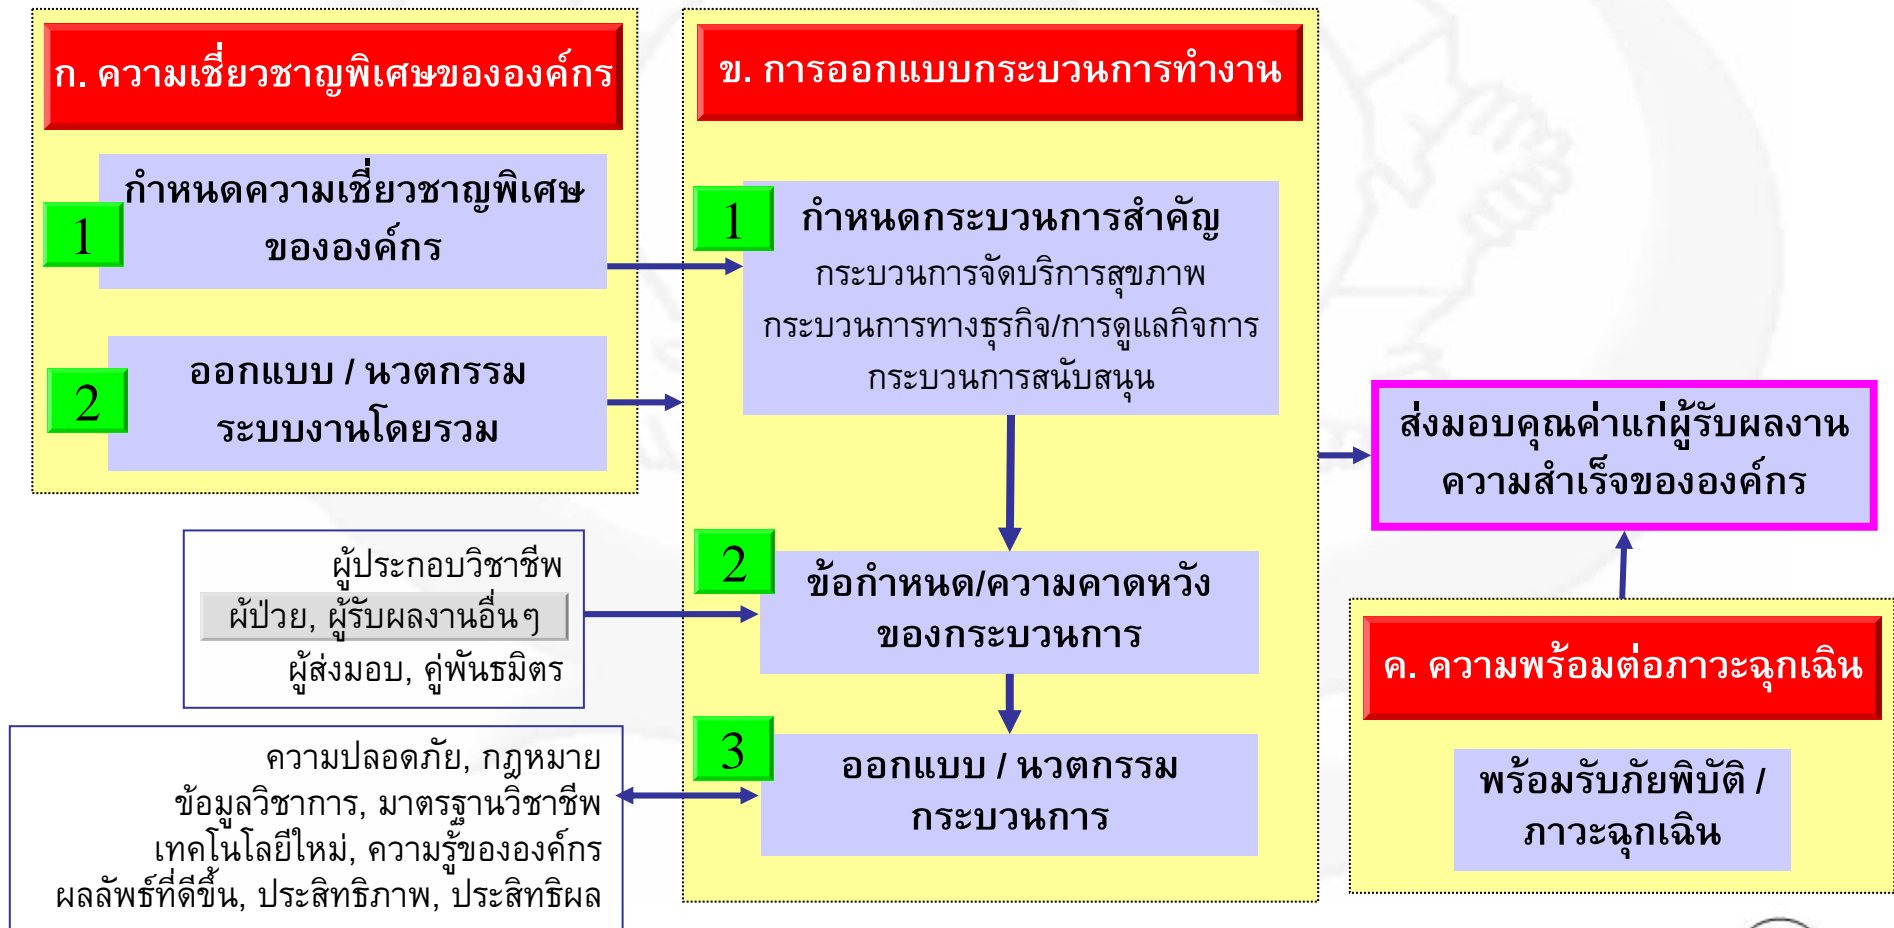 ก. ความเชี่ยวชาญพิเศษขององค์กร
1
กำหนดความเชี่ยวชาญพิเศษ
ขององค์กร
2
ออกแบบ / นวตกรรม
ระบบงานโดยรวม
ข. การออกแบบกระบวนการทำงาน
1
กำหนดกระบวนการสำคัญ
กระบวนการจัดบริการสุขภาพ
กระบวนการทางธุรกิจ/การดูแลกิจการ
กระบวนการสนับสนุน
2
ข้อกำหนด/ความคาดหวัง
ของกระบวนการ
3
ออกแบบ / นวตกรรม
กระบวนการ
ผู้ประกอบวิชาชีพ
ผ้ป่วย, ผู้รับผลงานอื่นๆ
ผู้ส่งมอบ, คู่พันธมิตร
ความปลอดภัย, กฎหมาย
ข้อมูลวิชาการ, มาตรฐานวิชาชีพ
เทคโนโลยีใหม่, ความรู้ขององค์กร
ผลลัพธ์ที่ดีขึ้น, ประสิทธิภาพ, ประสิทธิผล
ส่งมอบคุณค่าแก่ผู้รับผลงาน
ความสำเร็จขององค์กร
ค. ความพร้อมต่อภาวะฉุกเฉิน
พร้อมรับภัยพิบัติ /
ภาวะฉุกเฉิน